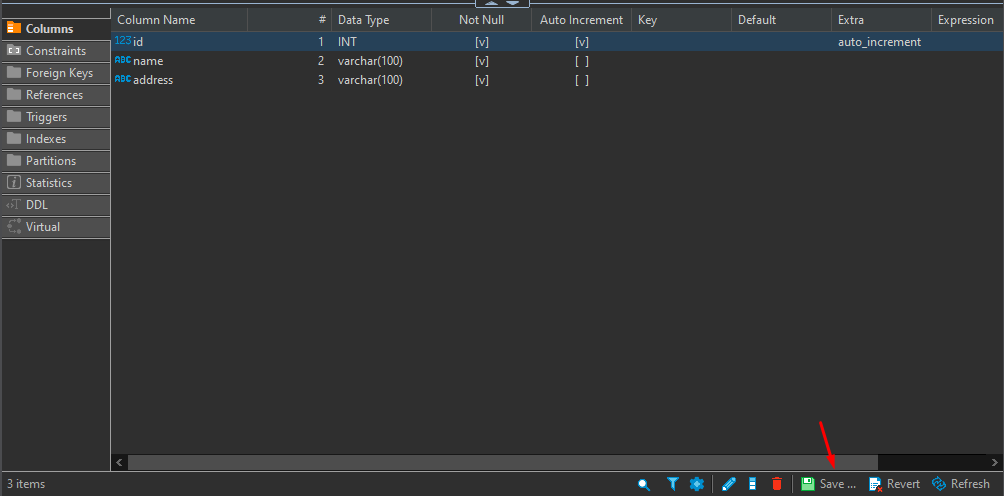 Column Name # Data Type Not Null Auto Increment Key Default Extra Expression
Columns
Constraints
Foreign Keys
References
Triggers
Indexes
Partitions
Statistics
DDL
Virtual
123 id 1 INT [v] [v] auto_increment
ABC name 2 varchar(100) [v] [ ]
ABC address 3 varchar(100) [v] [ ]
3 items
Save ... Revert Refresh